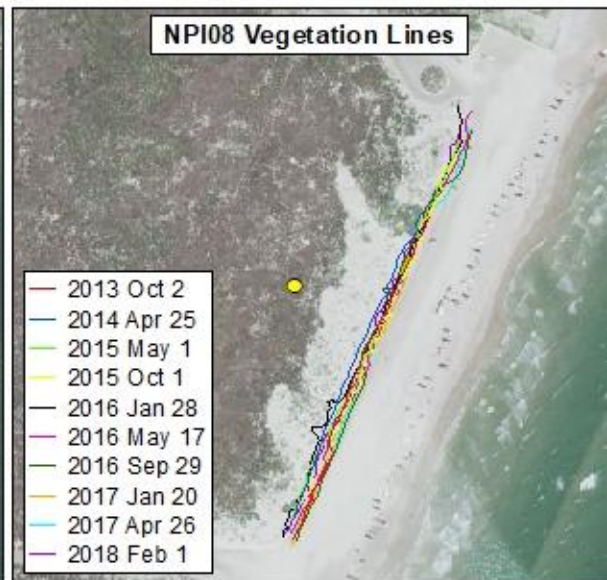 NPI08 Vegetation Lines
2013 Oct 2
2014 Apr 25
2015 May 1
2015 Oct 1
2016 Jan 28
2016 May 17
2016 Sep 29
2017 Jan 20
2017 Apr 26
2018 Feb 1